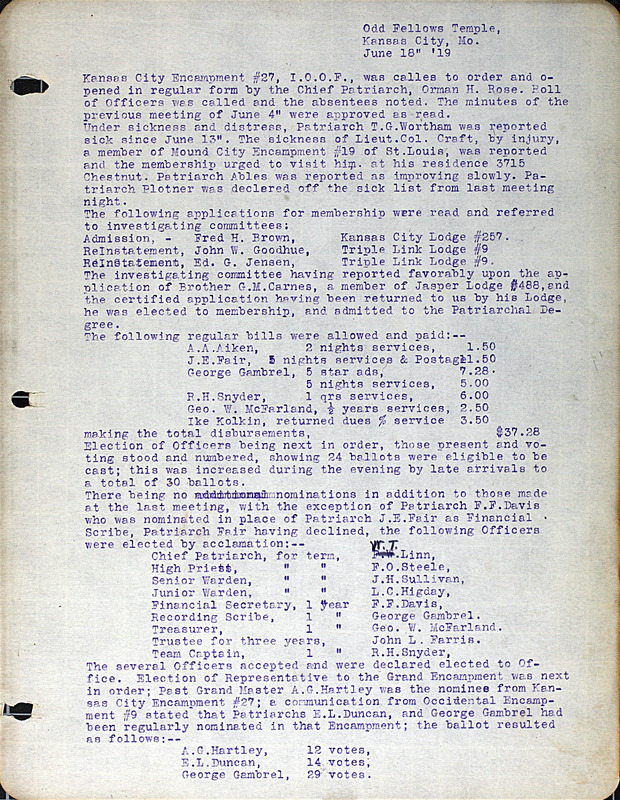 Odd Fellows Temple,
Kansas City, Mo.
June 18" '19
Kansas City Encampment #27, I.O.O.F., was calles to order and o-
pened in regular form by the Chief Patriarch, Orman H. Rose. Roll
of Officers was called and the absentees noted. The minutes of the
previous meeting of June 4" were approved as read.
Under sickness and distress, Patriarch T.G.Wortham was reported
sick since June 13". The sickness of Lieut.Col. Craft, by injury,
a member of Mound City Encampment #19 of St.Louis, was reported
and the membership urged to visit him. at his residence 3715
Chestnut. Patriarch Ables was reported as improving slowly. Pa-
triarch Plotner was declared off the sick list from last meeting
night.
The following applications for membership were read and referred
to investigating committees:
Admission, - Fred H. Brown, Kansas City Lodge #257.
ReInstatement, John W. Goodhue, Triple Link Lodge #9
ReInstatement, Ed. G. Jensen, Triple Link Lodge #9.
The investigating committee having reported favorably upon the ap-
plication of Brother G.M.Carnes, a member of Jasper Lodge #488,and
the certified application having been returned to us by his Lodge,
he was elected to membership, and admitted to the Patriarchal De-
gree.
The following regular bills were allowed and paid:--
A.A.Aiken, 2 nights services, 1.50
J.E.Fair, 5 nights services & Postage11.50
George Gambrel, 5 star ads, 7.28
5 nights services, 5.00
R.H.Snyder, 1 qrs services, 6.00
Geo. W. McFarland, ½ years services, 2.50
Ike Kolkin, returned dues % service 3.50
making the total disbursements, $37.28
Election of Officers being next in order, those present and vo-
ting stood and numbered, showing 24 ballots were eligible to be
cast; this was increased during the evening by late arrivals to
a total of 30 ballots.
There being no additional nominations in addition to those made
at the last meeting, with the exception of Patriarch F.F.Davis
who was nominated in place of Patriarch J.E.Fair as Financial
Scribe, Patriarch Fair having declined, the following Officers
were elected by acclamation:--
Chief Patriarch, for term, Linn,
High Priest, " " F.O.Steele,
Senior Warden, " " J.H.Sullivan,
Junior Warden, " " L.C.Higday,
Financial Secretary, 1 year F.F.Davis,
Recording Scribe, 1 " George Gambrel.
Treasurer, 1 " Geo. W. McFarland.
Trustee for three years, John L. Farris.
Team Captain, 1 " R.H.Snyder,
The several Officers accepted and were declared elected to Of-
fice. Election of Representative to the Grand Encampment was next
in order; Past Grand Master A.G.Hartley was the nominee from Kan-
sas City Encampment #27; a communication from Occidental Encamp-
ment #9 stated that Patriarchs E.L.Duncan, and George Gambrel had
been regularly nominated in that Encampment; the ballot resulted
as follows:--
A.G.Hartley, 12 votes,
E.L.Duncan, 14 votes,
George Gambrel, 29 votes.